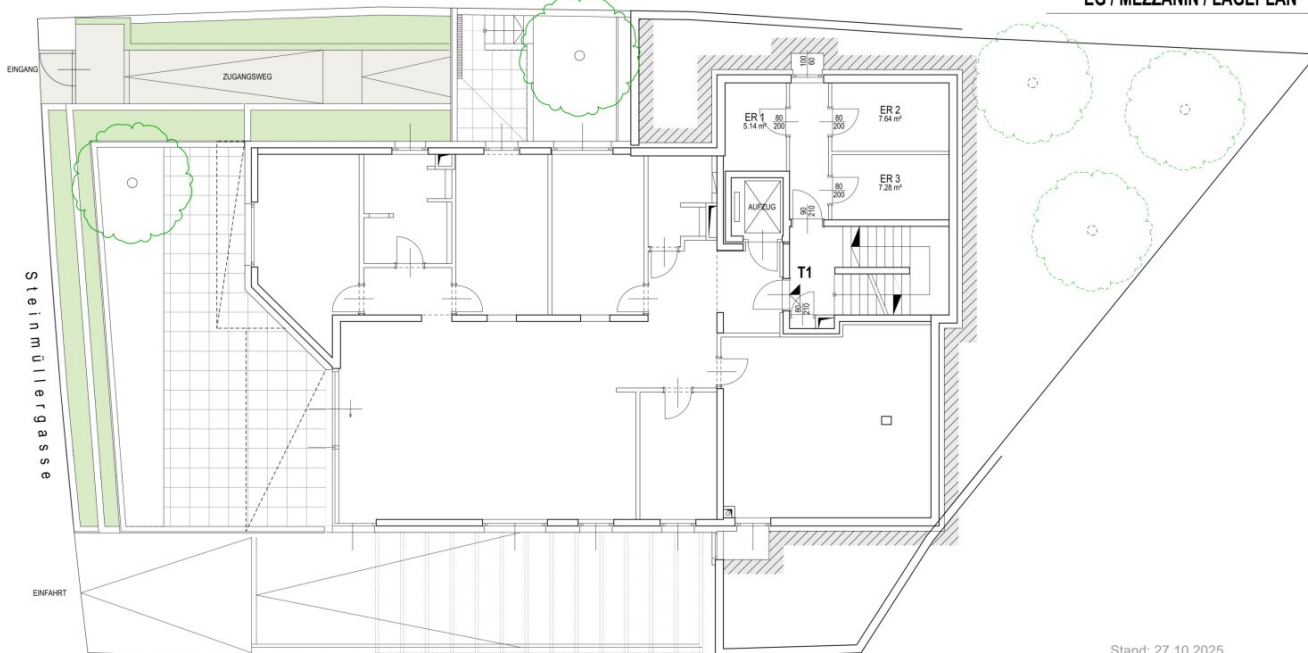 EG / MEZZANIN / LAGEPLAN
EINGANG
ZUGANGSWEG
100
60
ER 1
5.14 m²
80
200
80
200
ER 2
7.64 m²
ER 3
7.28 m²
80
200
AUFZUG
90
210
T1
80
210
Steinmüllergasse
EINFAHRT
Stand: 27.10.2025